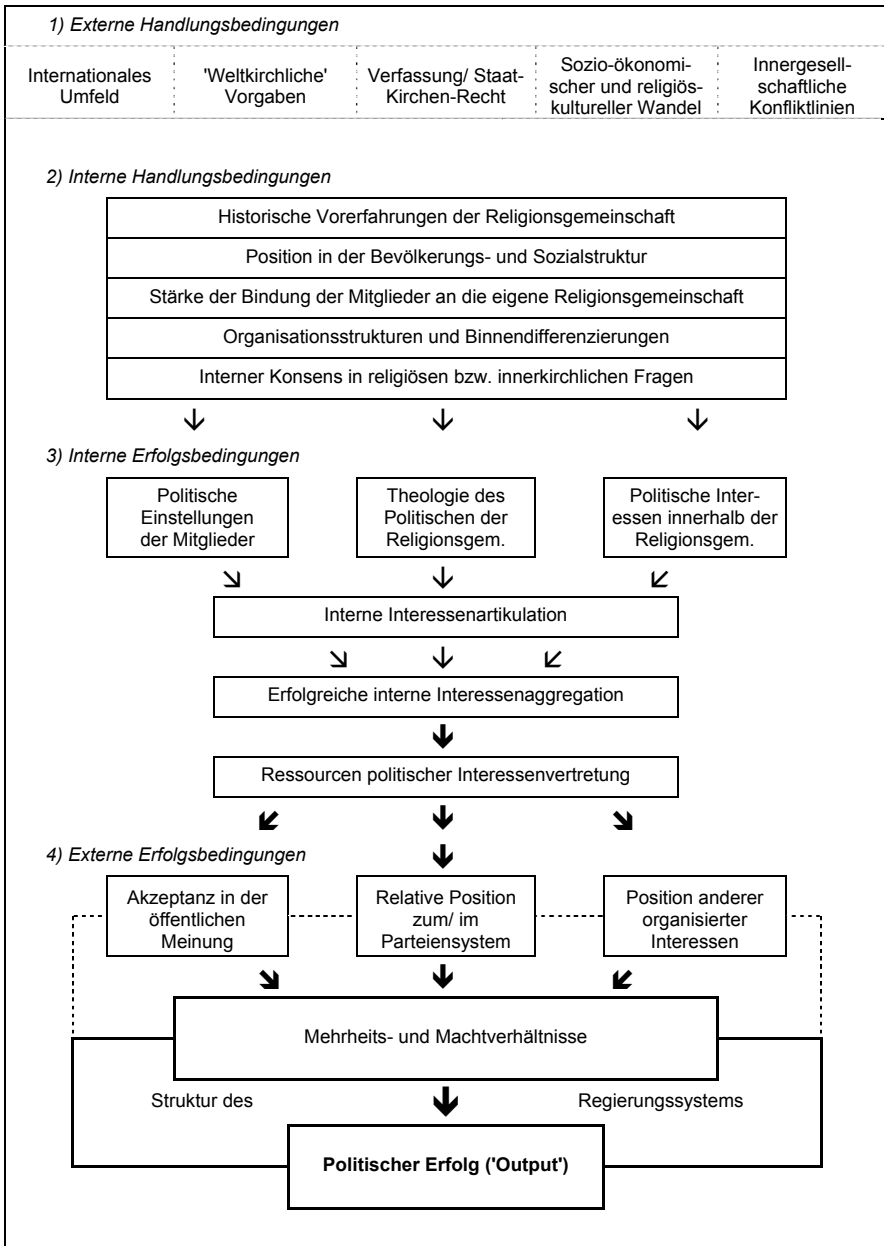 1) Externe Handlungsbedingungen
Internationales
Umfeld
'Weltkirchliche'
Vorgaben
Verfassung/ Staat-
Kirchen-Recht
Sozio-ökonomi-
scher und religiös-
kultureller Wandel
Innergesell-
schaftliche
Konfliktlinien
2) Interne Handlungsbedingungen
Historische Vorerfahrungen der Religionsgemeinschaft
Position in der Bevölkerungs- und Sozialstruktur
Stärke der Bindung der Mitglieder an die eigene Religionsgemeinschaft
Organisationsstrukturen und Binnendifferenzierungen
Interner Konsens in religiösen bzw. innerkirchlichen Fragen
3) Interne Erfolgsbedingungen
Politische
Einstellungen
der Mitglieder
Theologie des
Politischen der
Religionsgem.
Politische Inter-
essen innerhalb der
Religionsgem.
Interne Interessenartikulation
Erfolgreiche interne Interessenaggregation
Ressourcen politischer Interessenvertretung
4) Externe Erfolgsbedingungen
Akzeptanz in der
öffentlichen
Meinung
Relative Position
zum/ im
Parteiensystem
Position anderer
organisierter
Interessen
Mehrheits- und Machtverhältnisse
Struktur des
Regierungssystems
Politischer Erfolg ('Output')